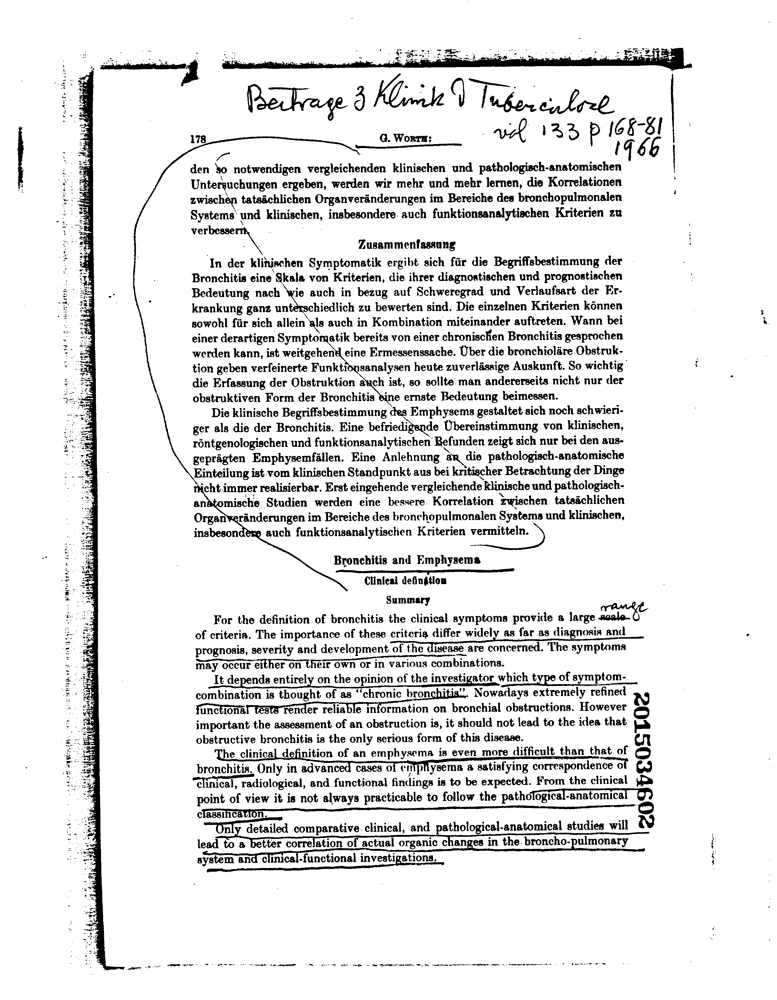 Beitrage z Klinik d Tuberculose
vol 133 p 168-81
1966
178
G. WORTH:
den so notwendigen vergleichenden klinischen und pathologisch-anatomischen
Untersuchungen ergeben, werden wir mehr und mehr lernen, die Korrelationen
zwischen tatsächlichen Organveränderungen im Bereiche des bronchopulmonalen
Systems und klinischen, insbesondere auch funktionsanalytischen Kriterien zu
verbessern.
Zusammenfassung
In der klinischen Symptomatik ergibt sich für die Begriffsbestimmung der
Bronchitis eine Skala von Kriterien, die ihrer diagnostischen und prognostischen
Bedeutung nach wie auch in bezug auf Schweregrad und Verlaufsart der Er-
krankung ganz unterschiedlich zu bewerten sind. Die einzelnen Kriterien können
sowohl für sich allein als auch in Kombination miteinander auftreten. Wann bei
einer derartigen Symptomatik bereits von einer chronischen Bronchitis gesprochen
werden kann, ist weitgehend eine Ermessenssache. Über die bronchioläre Obstruk-
tion geben verfeinerte Funktionsanalysen heute zuverlässige Auskunft. So wichtig
die Erfassung der Obstruktion auch ist, so sollte man andererseits nicht nur der
obstruktiven Form der Bronchitis eine ernste Bedeutung beimessen.
Die klinische Begriffsbestimmung des Emphysems gestaltet sich noch schwieri-
ger als die der Bronchitis. Eine befriedigende Übereinstimmung von klinischen,
röntgenologischen und funktionsanalytischen Befunden zeigt sich nur bei den aus-
geprägten Emphysemfällen. Eine Anlehnung an die pathologisch-anatomische
Einteilung ist vom klinischen Standpunkt aus bei kritischer Betrachtung der Dinge
nicht immer realisierbar. Erst eingehende vergleichende klinische und pathologisch-
anatomische Studien werden eine bessere Korrelation zwischen tatsächlichen
Organveränderungen im Bereiche des bronchopulmonalen Systems und klinischen,
insbesondere auch funktionsanalytischen Kriterien vermitteln.
Bronchitis and Emphysema
Clinical definition
Summary
range
For the definition of bronchitis the clinical symptoms provide a large scale
of criteria. The importance of these criteria differ widely as far as diagnosis and
prognosis, severity and development of the disease are concerned. The symptoms
may occur either on their own or in various combinations.
It depends entirely on the opinion of the investigator which type of symptom-
combination is thought of as "chronic bronchitis". Nowadays extremely refined
functional tests render reliable information on bronchial obstructions. However
important the assessment of an obstruction is, it should not lead to the idea that
obstructive bronchitis is the only serious form of this disease.
The clinical definition of an emphysema is even more difficult than that of
bronchitis. Only in advanced cases of emphysema a satisfying correspondence of
clinical, radiological, and functional findings is to be expected. From the clinical
point of view it is not always practicable to follow the pathological-anatomical
classification.
Only detailed comparative clinical, and pathological-anatomical studies will
lead to a better correlation of actual organic changes in the broncho-pulmonary
system and clinical-functional investigations.
2015034602